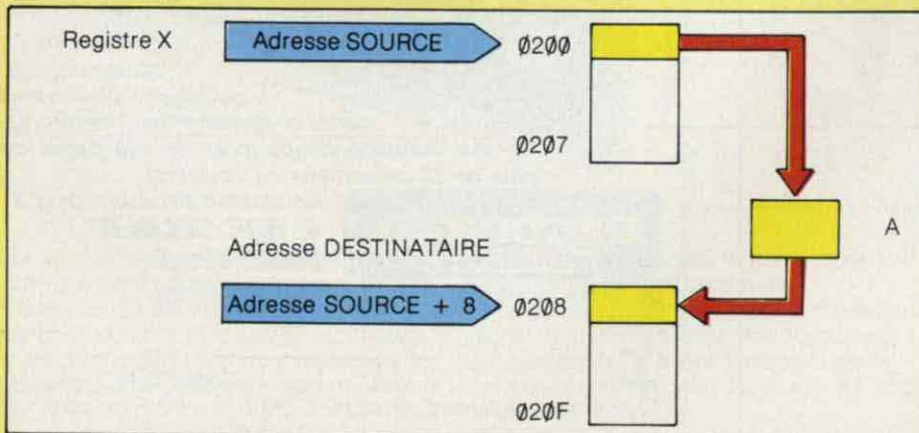 Registre X
Adresse SOURCE
Ø2ØØ
Ø2Ø7
A
Adresse DESTINATAIRE
Adresse SOURCE + 8
Ø2Ø8
Ø2ØF